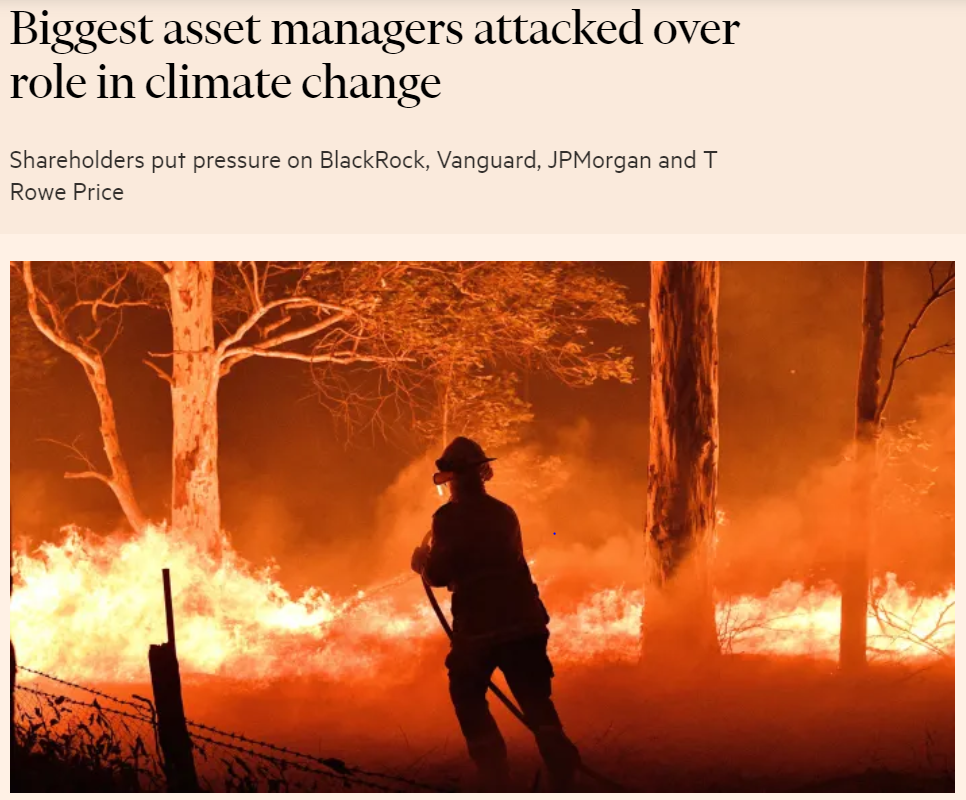 Biggest asset managers attacked over
role in climate change
Shareholders put pressure on BlackRock, Vanguard, JPMorgan and T
Rowe Price